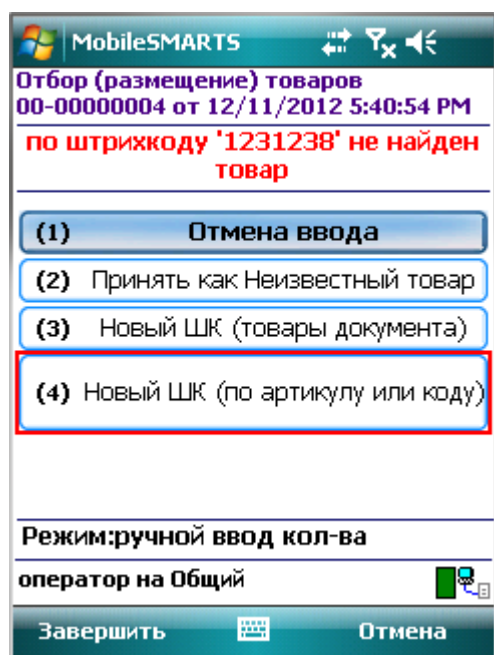 MobileSMARTS
Отбор (размещение) товаров
00-00000004 от 12/11/2012 5:40:54 PM
по штрихкоду '1231238' не найден
товар
(1) Отмена ввода
(2) Принять как Неизвестный товар
(3) Новый ШК (товары документа)
(4) Новый ШК (по артикулу или коду)
Режим:ручной ввод кол-ва
оператор на Общий
Завершить Отмена